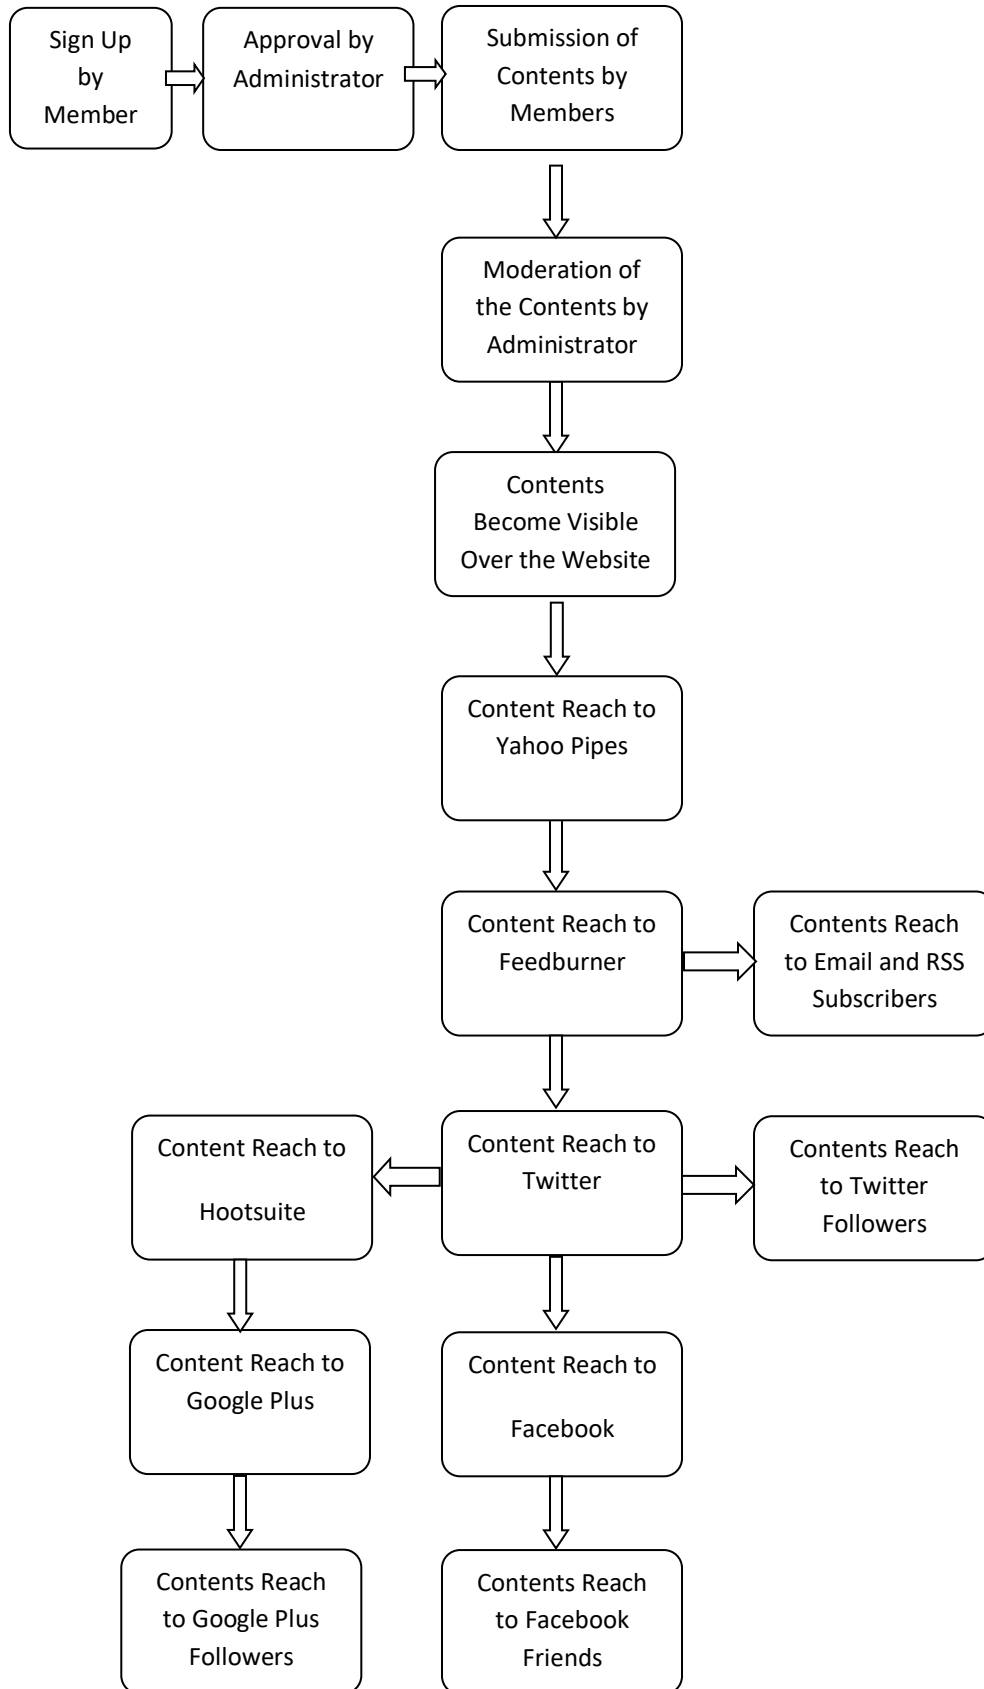 Sign Up
by
Member
Approval by
Administrator
Submission of
Contents by
Members
Moderation of
the Contents by
Administrator
Contents
Become Visible
Over the Website
Content Reach to
Yahoo Pipes
Content Reach to
Feedburner
Contents Reach
to Email and RSS
Subscribers
Content Reach to
Hootsuite
Content Reach to
Twitter
Contents Reach
to Twitter
Followers
Content Reach to
Google Plus
Content Reach to
Facebook
Contents Reach
to Google Plus
Followers
Contents Reach
to Facebook
Friends